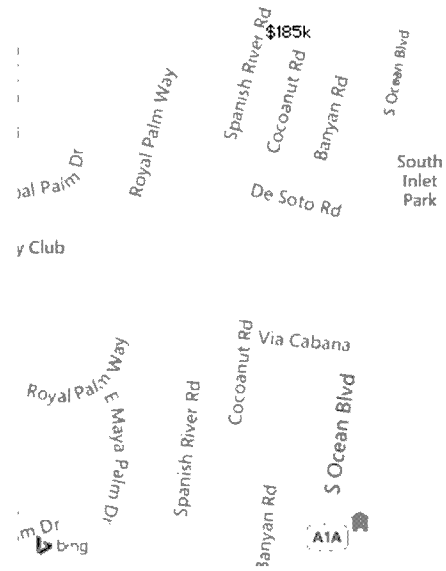 $185k
Spanish River Rd
Cocoanut Rd
Banyan Rd
S Ocean Blvd
Royal Palm Way
South
Inlet
Park
Dr
De Soto Rd
y Club
Via Cabana
Cocoanut Rd
Royal Palm Way
E Maya Palm Dr
Spanish River Rd
S Ocean Blvd
Banyan Rd
m Dr
A1A
bing